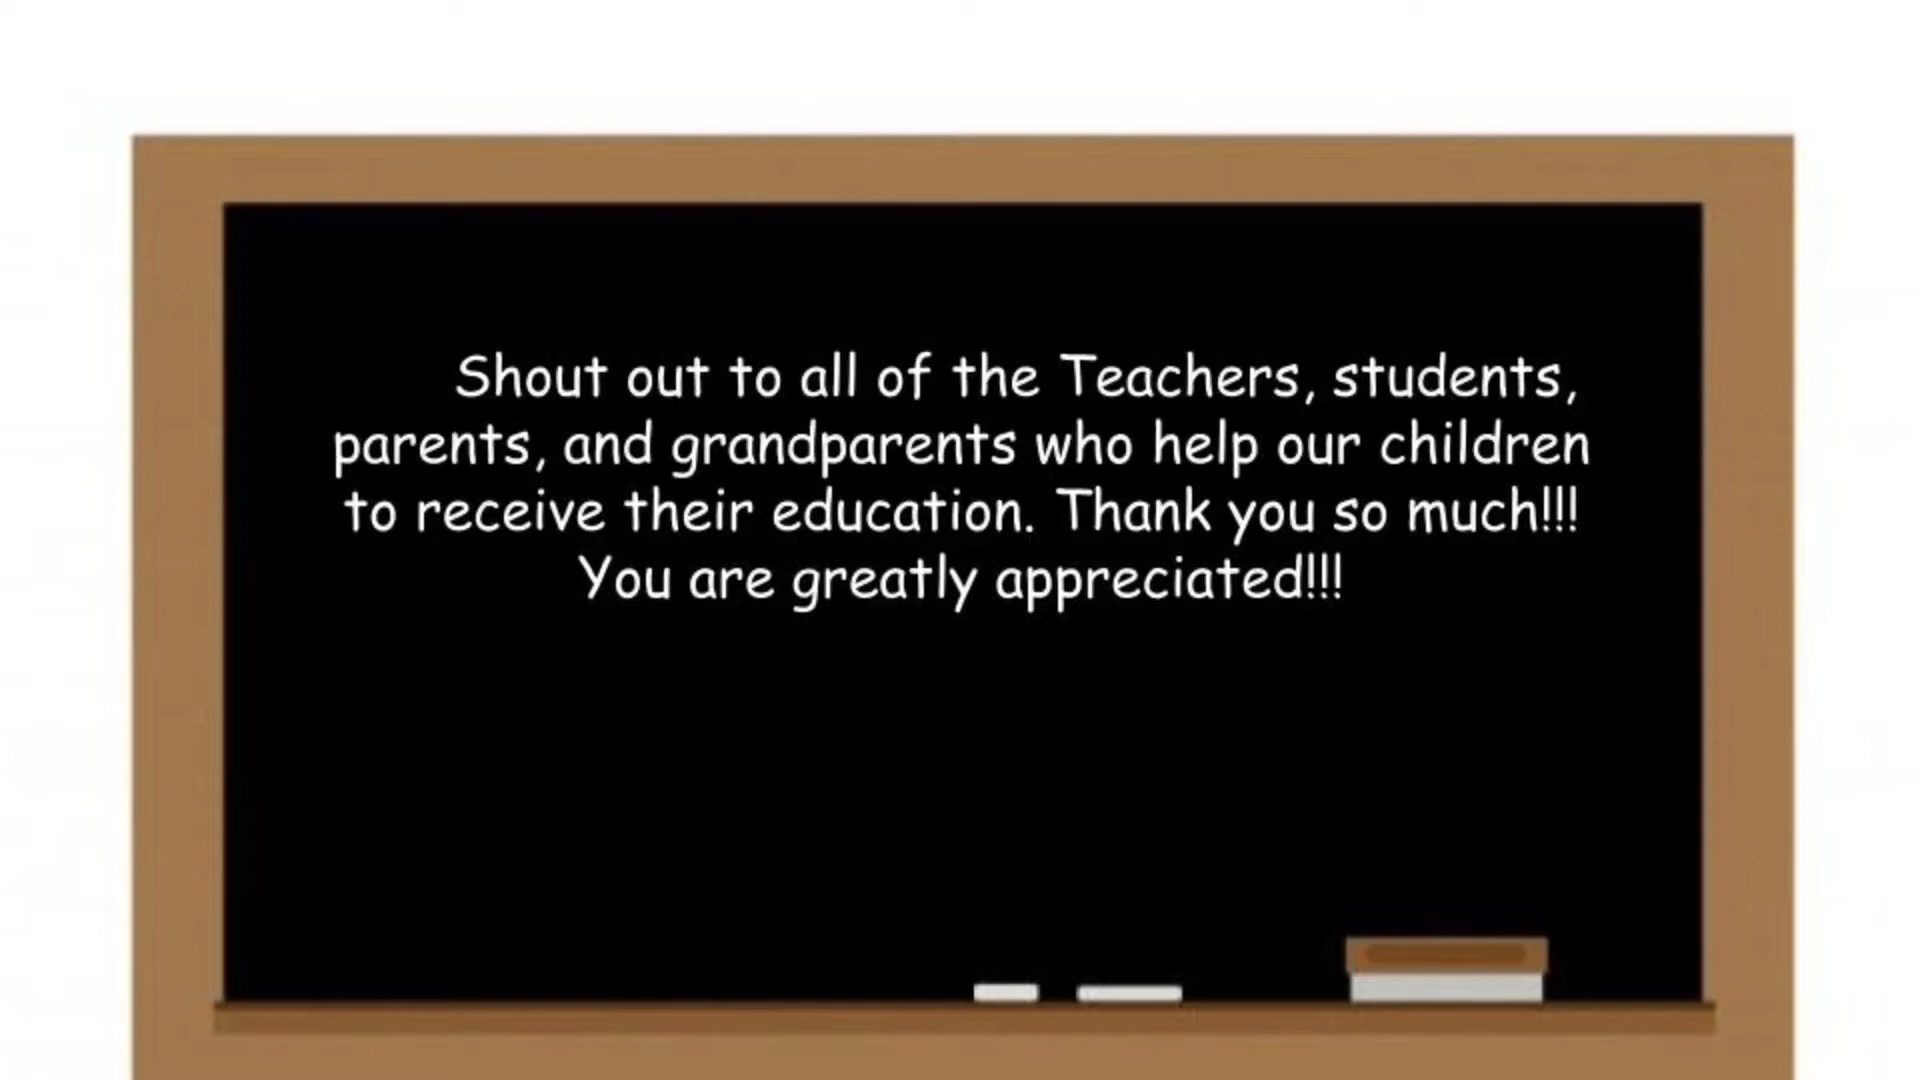 Shout out to all of the Teachers, students,
parents, and grandparents who help our children
to receive their education. Thank you so much!!!
You are greatly appreciated!!!